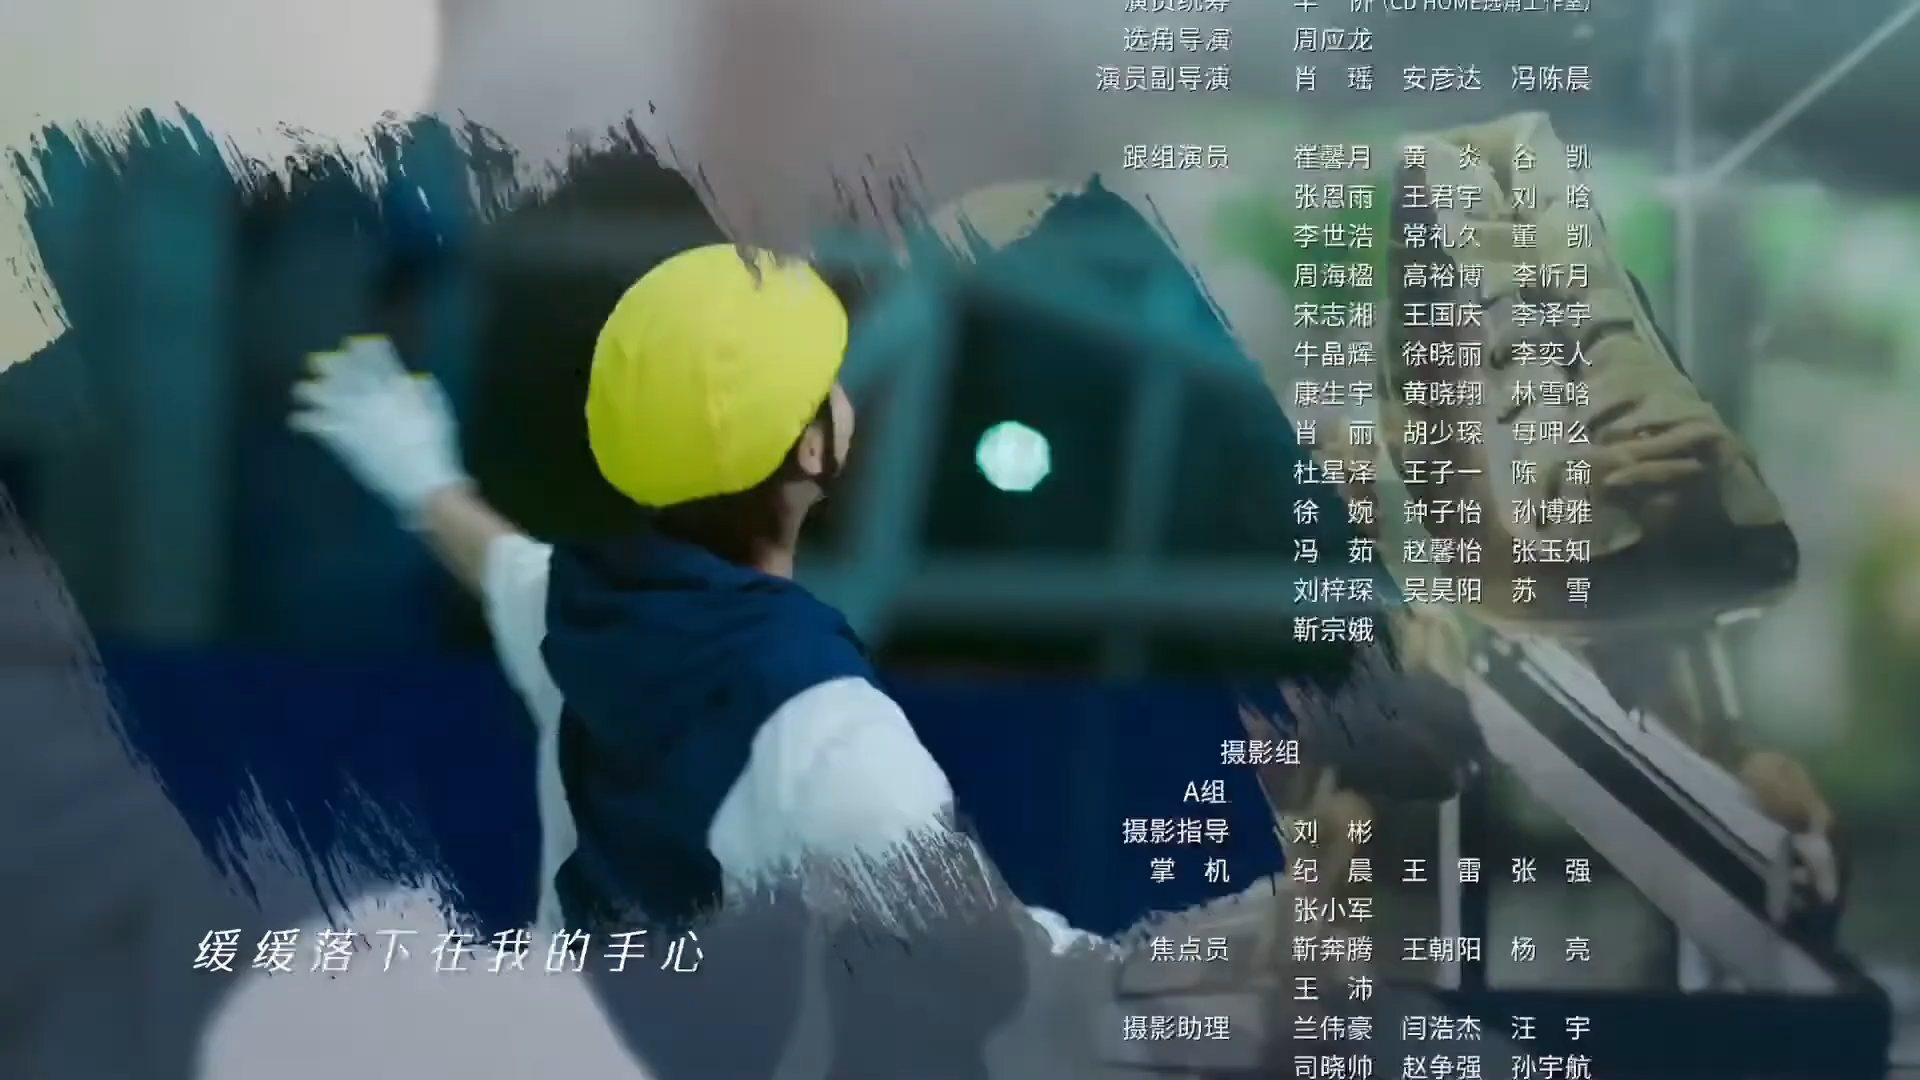 选角导演 周应龙
演员副导演 肖 瑶 安彦达 冯陈晨
跟组演员 崔馨月 黄 炎 谷 凯
张恩雨 王君宇 刘 晗
李世浩 常礼久 董 凯
周海楹 高裕博 李忻月
宋志湘 王国庆 李泽宇
牛晶辉 徐晓丽 李奕人
康生宇 黄晓翔 林雪晗
肖 丽 胡少琛 母呷么
杜星泽 王子一 陈 瑜
徐 婉 钟子怡 孙博雅
冯 茹 赵馨怡 张玉知
刘梓琛 吴昊阳 苏 雪
靳宗娥
摄影组
A组
摄影指导 刘 彬
掌 机 纪 晨 王 雷 张 强
张小军
焦点员 靳奔腾 王朝阳 杨 亮
王 沛
摄影助理 兰伟豪 闫浩杰 汪 宇
司晓帅 赵争强 孙宇航
缓缓落下在我的手心